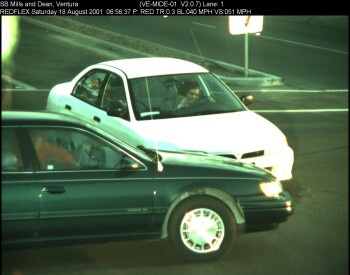 SB Mills and Dean, Ventura (VE-MIDE-01 V2.0.7) Lane: 1
REDFLEX Saturday 18 August 2001 06:56:37 P: RED TR:0.3 SL:040 MPH VS:051 MPH